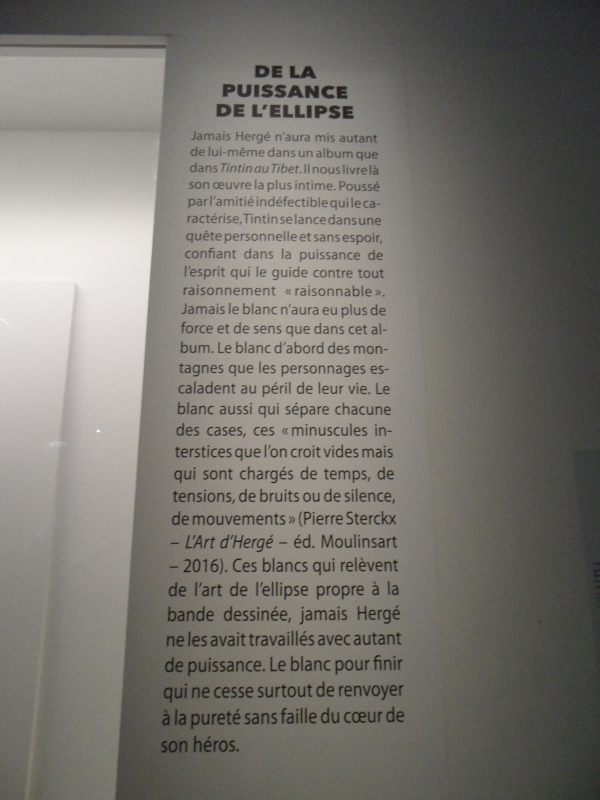 DE LA
PUISSANCE
DE L'ELLIPSE
Jamais Hergé n'aura mis autant
de lui-même dans un album que
dans Tintin au Tibet. Il nous livre là
son œuvre la plus intime. Poussé
par l'amitié indéfectible qui le ca-
ractérise, Tintin se lance dans une
quête personnelle et sans espoir,
confiant dans la puissance de
l'esprit qui le guide contre tout
raisonnement « raisonnable ».
Jamais le blanc n'aura eu plus de
force et de sens que dans cet al-
bum. Le blanc d'abord des mon-
tagnes que les personnages es-
caladent au péril de leur vie. Le
blanc aussi qui sépare chacune
des cases, ces « minuscules in-
terstices que l'on croit vides mais
qui sont chargés de temps, de
tensions, de bruits ou de silence,
de mouvements » (Pierre Sterckx
– L'Art d'Hergé – éd. Moulinsart
– 2016). Ces blancs qui relèvent
de l'art de l'ellipse propre à la
bande dessinée, jamais Hergé
ne les avait travaillés avec autant
de puissance. Le blanc pour finir
qui ne cesse surtout de renvoyer
à la pureté sans faille du cœur de
son héros.